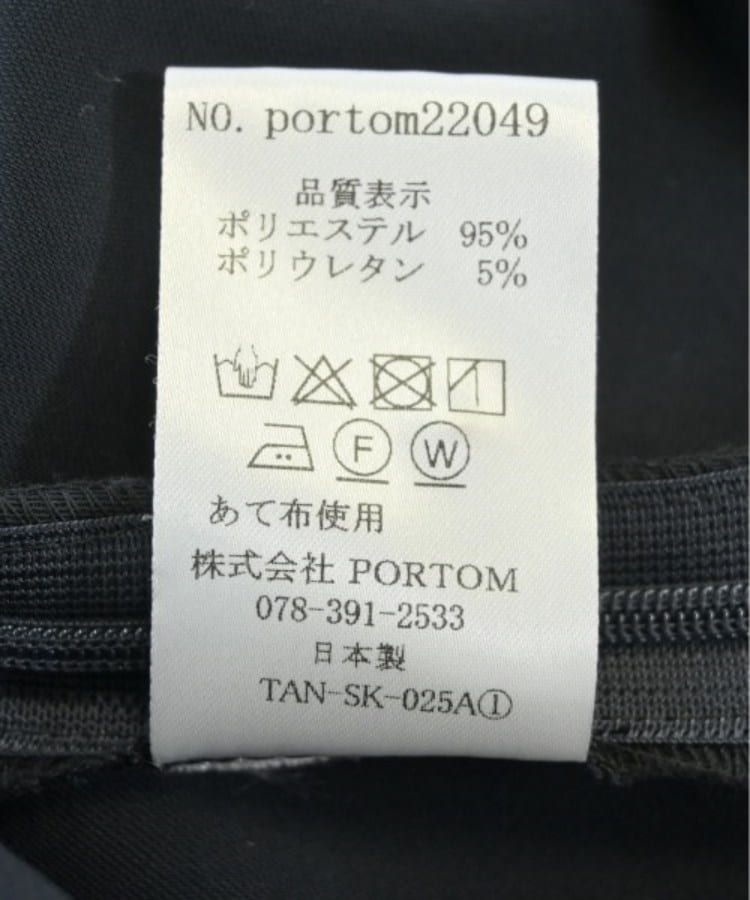 NO. portom22049
品質表示
ポリエステル 95%
ポリウレタン 5%
F W
あて布使用
株式会社 PORTOM
078-391-2533
日本製
TAN-SK-025A①